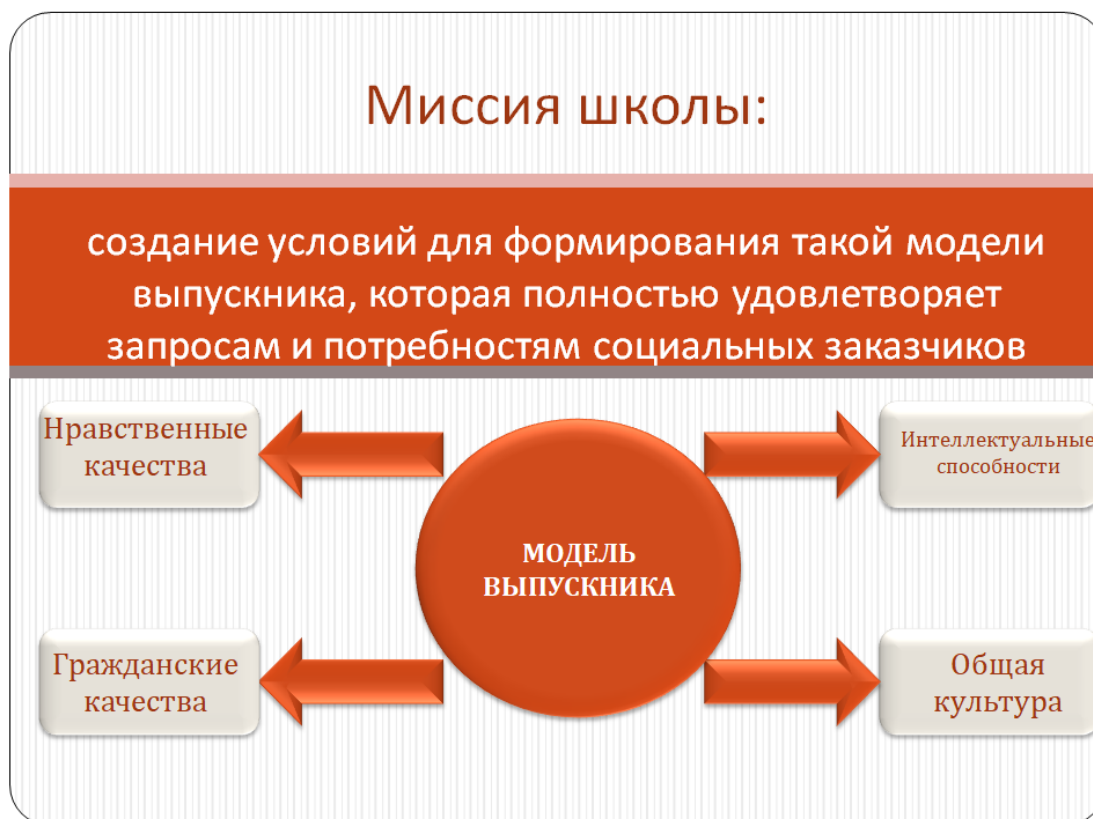 Миссия школы:
создание условий для формирования такой модели
выпускника, которая полностью удовлетворяет
запросам и потребностям социальных заказчиков
Нравственные
качества
Интеллектуальные
способности
МОДЕЛЬ
ВЫПУСКНИКА
Гражданские
качества
Общая
культура